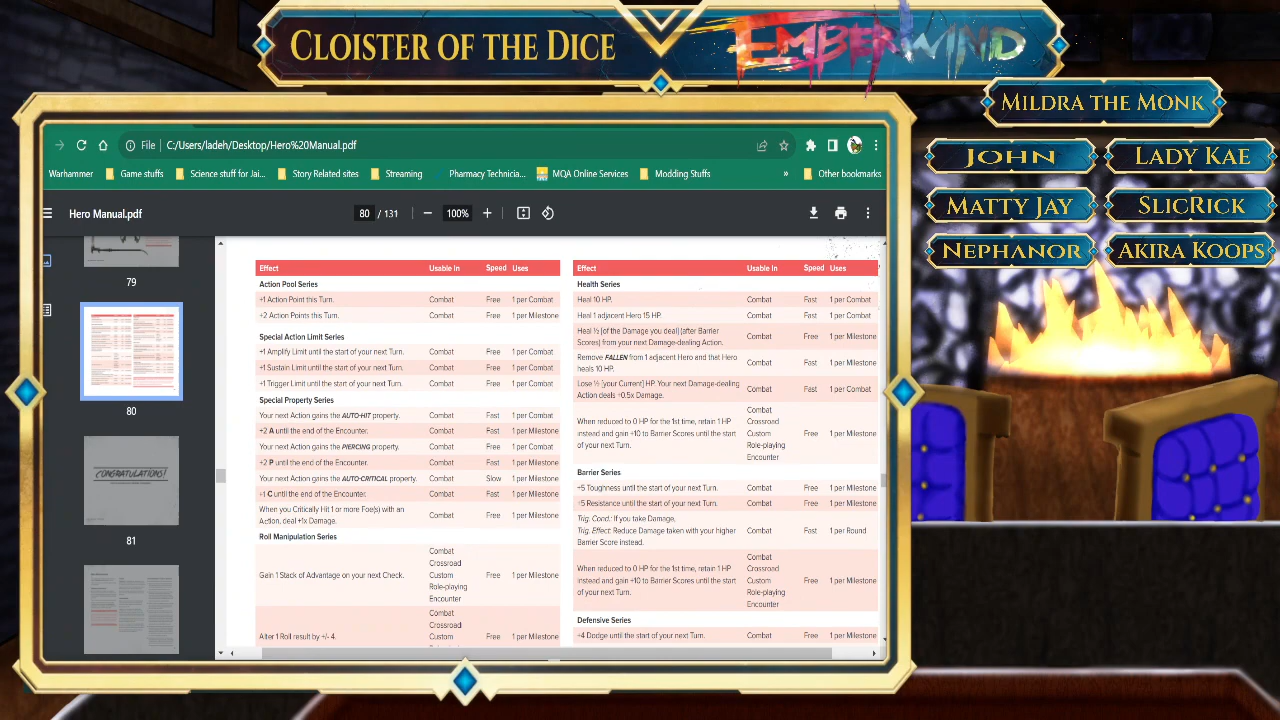 CLOISTER OF THE DICE
EMBERWIND
MILDRA THE MONK
JOHN
LADY KAE
MATTY JAY
SLICRICK
NEPHANOR
AKIRA KOOPS
File C:/Users/ladeh/Desktop/Hero%20Manual.pdf
Warhammer Game stuffs Science stuff for Jai... Story Related sites Streaming Pharmacy Technicia... MQA Online Services Modding Stuffs » Other bookmarks
Hero Manual.pdf 80 / 131 − 100% +
79
80
CONGRATULATIONS!
81
Effect Usable in Speed Uses
Action Pool Series
+1 Action Point this Turn. Combat Free 1 per Combat
+2 Action Points this Turn. Combat Free 1 per Milestone
Special Action Limit Series
+1 Amplify Limit until the start of your next Turn. Combat Free 1 per Combat
+1 Sustain Limit until the start of your next Turn. Combat Free 1 per Combat
+1 Trigger Limit until the start of your next Turn. Combat Free 1 per Combat
Special Property Series
Your next Action gains the AUTO-HIT property. Combat Fast 1 per Combat
+2 A until the end of the Encounter. Combat Fast 1 per Milestone
Your next Action gains the PIERCING property. Combat Free 1 per Combat
+2 P until the end of the Encounter. Combat Fast 1 per Milestone
Your next Action gains the AUTO-CRITICAL property. Combat Slow 1 per Milestone
+1 C until the end of the Encounter. Combat Fast 1 per Milestone
When you Critically Hit 1 or more Foe(s) with an
Action, deal +1x Damage. Combat Free 1 per Milestone
Roll Manipulation Series
Combat
Crossroad
Gain 1 Stack of Advantage on your next Check. Custom Free 1 per Milestone
Role-playing
Encounter
Combat
Crossroad
Alter 1 Roll result by +/- 4. Custom Free 1 per Milestone
Effect Usable in Speed Uses
Health Series
Heal 10 HP. Combat Fast 1 per Combat
Heal 1 adjacent Hero 15 HP. Combat Fast 1 per Combat
Heal ½ [of the Damage you deal] (after Barrier
Scores) from your next Damage-dealing Action. Combat Free 1 per Milestone
Remove FALLEN from 1 adjacent Hero and that Hero
heals 10 HP. Combat Fast 1 per Milestone
Lose ½ [your Current] HP. Your next Damage-dealing
Action deals +0.5x Damage. Combat Fast 1 per Combat
Combat
Crossroad
When reduced to 0 HP for the 1st time, retain 1 HP
instead and gain +10 to Barrier Scores until the start Custom Free 1 per Milestone
of your next Turn. Role-playing
Encounter
Barrier Series
+5 Toughness until the start of your next Turn. Combat Free 1 per Milestone
+5 Resistance until the start of your next Turn. Combat Free 1 per Milestone
Trig. Cond.: If you take Damage,
Trig. Effect: Reduce Damage taken with your higher Combat Fast 1 per Round
Barrier Score instead.
Combat
Crossroad
When reduced to 0 HP for the 1st time, retain 1 HP
instead and gain +10 to Barrier Scores until the start Custom Free 1 per Milestone
of your next Turn. Role-playing
Encounter
Defensive Series
+4 Dodge until the start of your next Turn. Combat Free 1 per Milestone